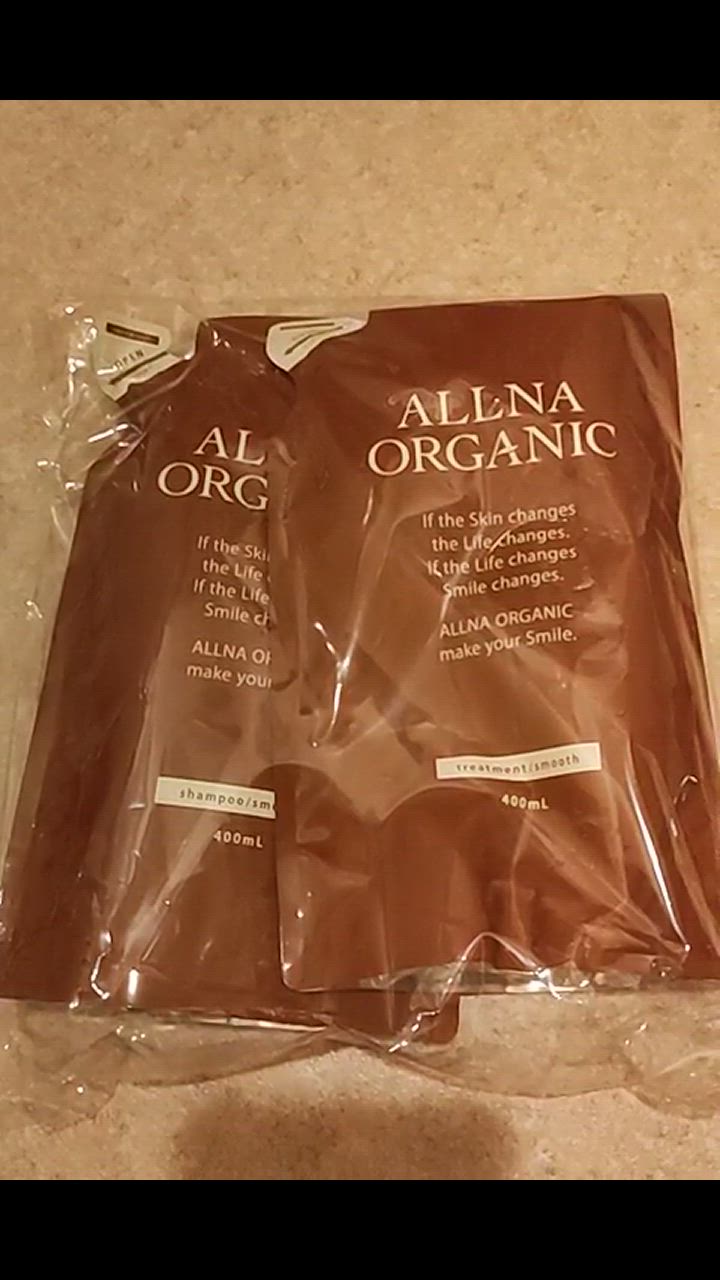 OPEN
AL
ORG
If the Ski
the Life
If the Life
Smile ch
ALLNA OR
make your
shampoo/smo
400mL
ALLNA
ORGANIC
If the Skin changes
the Life changes.
If the Life changes
Smile changes.
ALLNA ORGANIC
make your Smile.
treatment/smooth
400mL